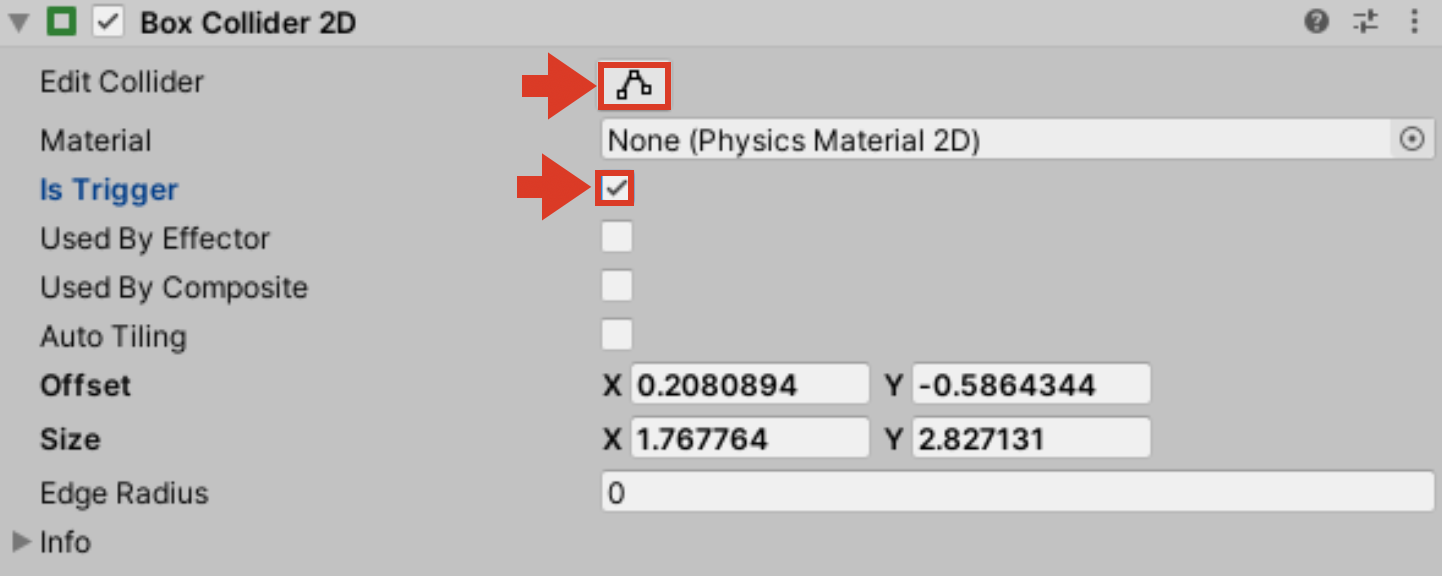 Box Collider 2D
Edit Collider
Material None (Physics Material 2D)
Is Trigger
Used By Effector
Used By Composite
Auto Tiling
Offset X 0.2080894 Y -0.5864344
Size X 1.767764 Y 2.827131
Edge Radius 0
Info